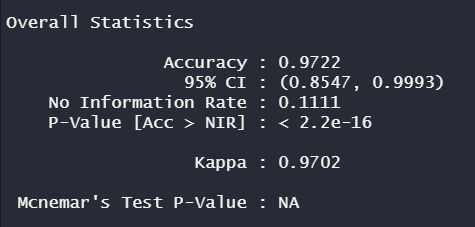 Overall Statistics
Accuracy : 0.9722
95% CI : (0.8547, 0.9993)
No Information Rate : 0.1111
P-Value [Acc > NIR] : < 2.2e-16
Kappa : 0.9702
Mcnemar's Test P-Value : NA